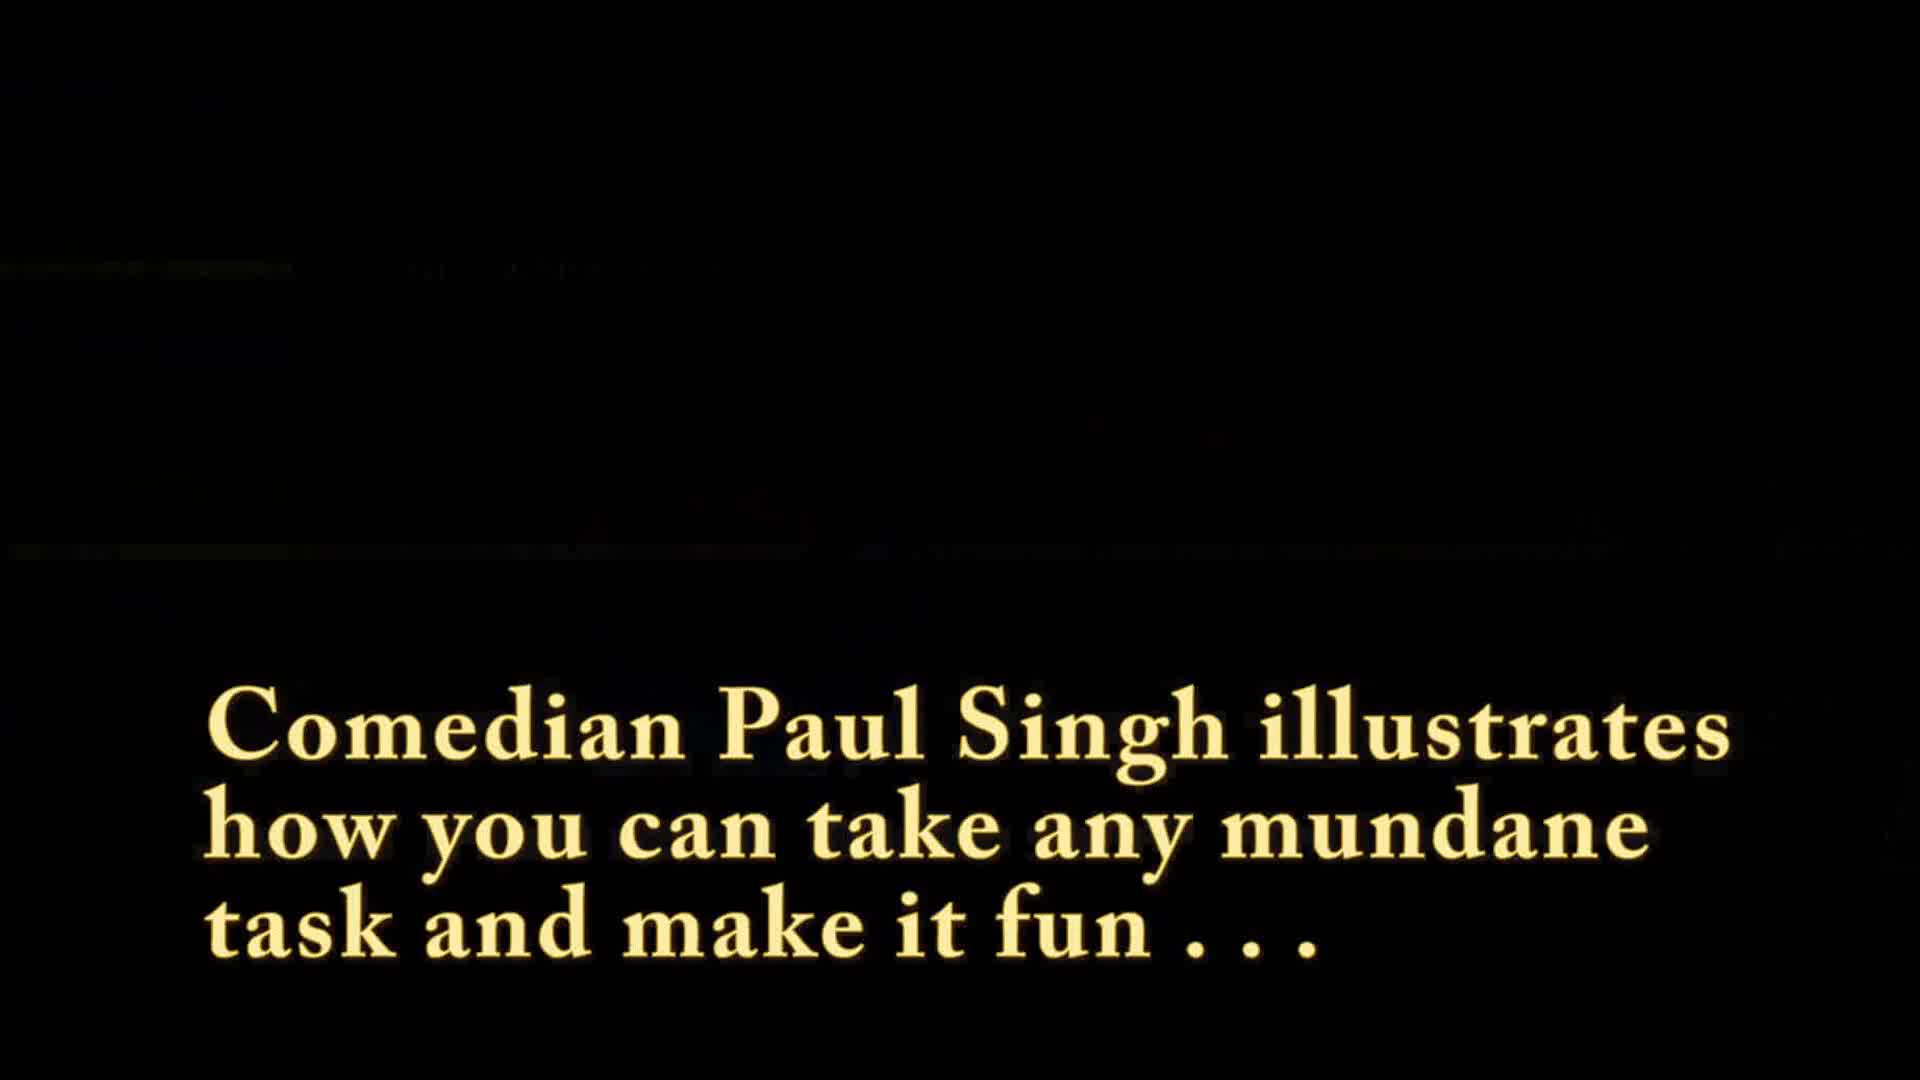 Comedian Paul Singh illustrates
how you can take any mundane
task and make it fun . . .